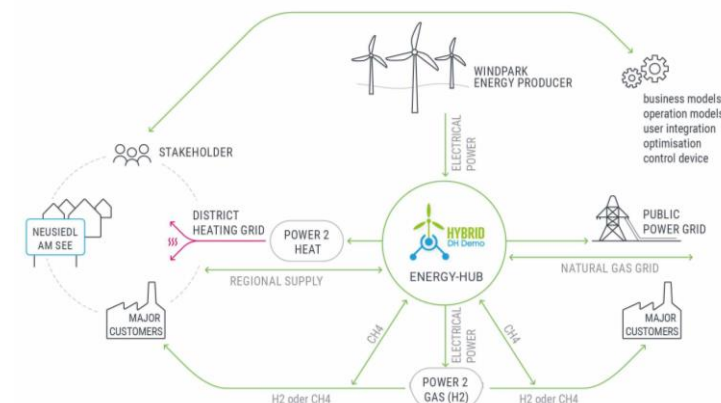 WINDPARK
ENERGY PRODUCER
business models
operation models
user integration
optimisation
control device
STAKEHOLDER
ELECTRICAL
POWER
NEUSIEDL
AM SEE
DISTRICT
HEATING GRID
POWER 2
HEAT
HYBRID
DH Demo
ENERGY-HUB
PUBLIC
POWER GRID
REGIONAL SUPPLY
NATURAL GAS GRID
MAJOR
CUSTOMERS
CH4
ELECTRICAL
POWER
CH4
MAJOR
CUSTOMERS
H2 oder CH4
POWER 2
GAS (H2)
H2 oder CH4